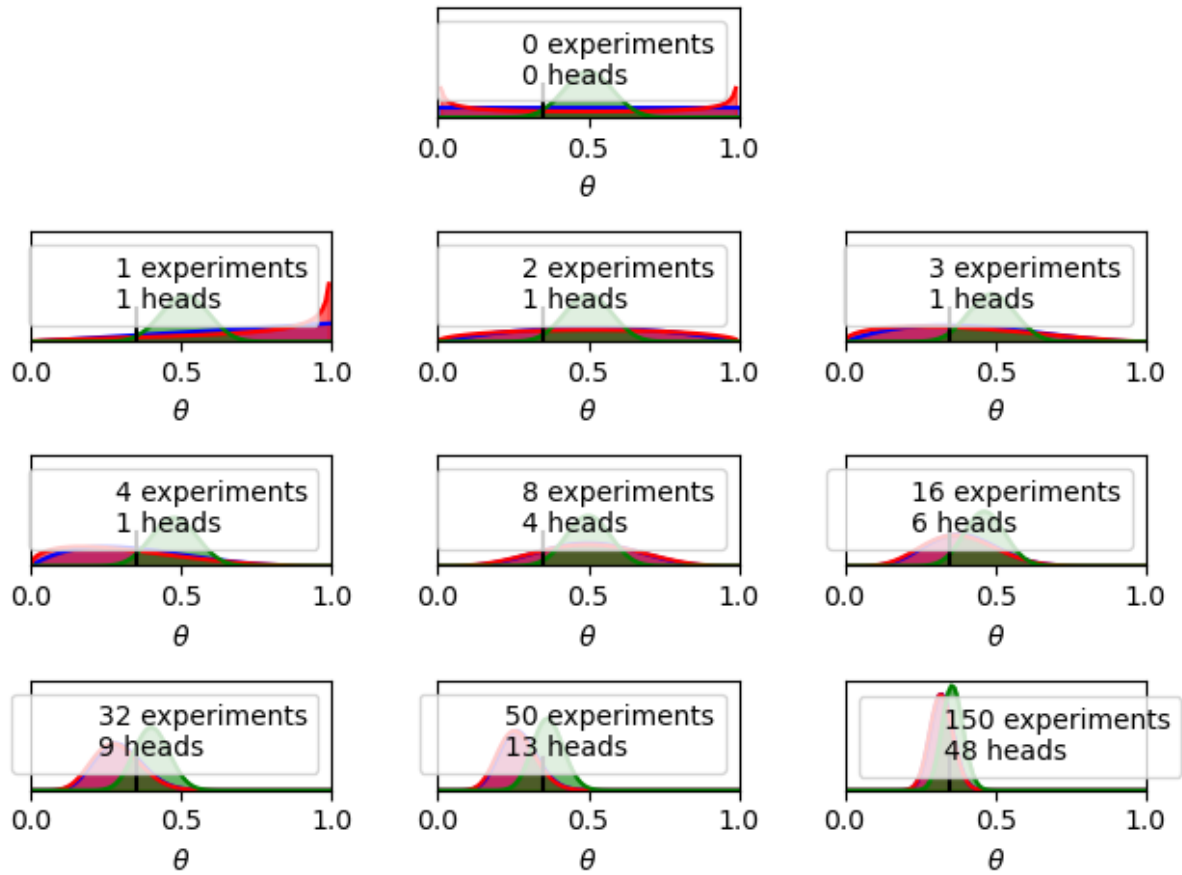 0 experiments
0 heads
0.0 0.5 1.0
θ
1 experiments
1 heads
2 experiments
1 heads
3 experiments
1 heads
0.0 0.5 1.0 0.0 0.5 1.0 0.0 0.5 1.0
θ θ θ
4 experiments
1 heads
8 experiments
4 heads
16 experiments
6 heads
0.0 0.5 1.0 0.0 0.5 1.0 0.0 0.5 1.0
θ θ θ
32 experiments
9 heads
50 experiments
13 heads
150 experiments
48 heads
0.0 0.5 1.0 0.0 0.5 1.0 0.0 0.5 1.0
θ θ θ